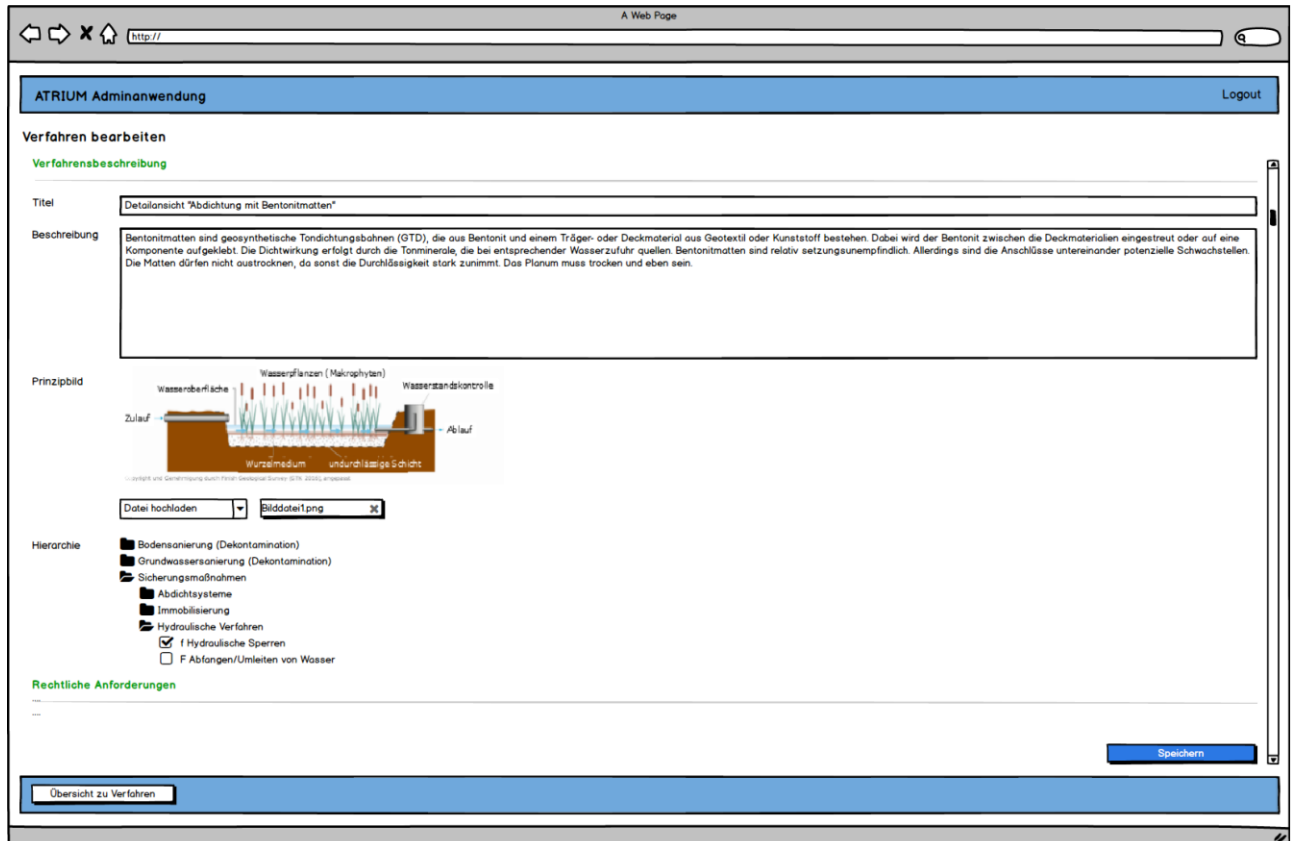 A Web Page
http://
ATRIUM Adminanwendung
Logout
Verfahren bearbeiten
Verfahrensbeschreibung
Titel
Detailansicht "Abdichtung mit Bentonitmatten"
Beschreibung
Bentonitmatten sind geosynthetische Tondichtungsbahnen (GTD), die aus Bentonit und einem Träger- oder Deckmaterial aus Geotextil oder Kunststoff bestehen. Dabei wird der Bentonit zwischen die Deckmaterialien eingestreut oder auf eine
Komponente aufgeklebt. Die Dichtwirkung erfolgt durch die Tonminerale, die bei entsprechender Wasserzufuhr quellen. Bentonitmatten sind relativ setzungsunempfindlich. Allerdings sind die Anschlüsse untereinander potenzielle Schwachstellen.
Die Matten dürfen nicht austrocknen, da sonst die Durchlässigkeit stark zunimmt. Das Planum muss trocken und eben sein.
Prinzipbild
Wasserpflanzen (Makrophyten)
Wasseroberfläche
Wasserstandskontrolle
Zulauf
Ablauf
Wurzelmedium
undurchlässige Schicht
Datei hochladen
Bilddatei1.png
Hierarchie
Bodensanierung (Dekontamination)
Grundwassersanierung (Dekontamination)
Sicherungsmaßnahmen
Abdichtsysteme
Immobilisierung
Hydraulische Verfahren
f Hydraulische Sperren
F Abfangen/Umleiten von Wasser
Rechtliche Anforderungen
....
....
Speichern
Übersicht zu Verfahren